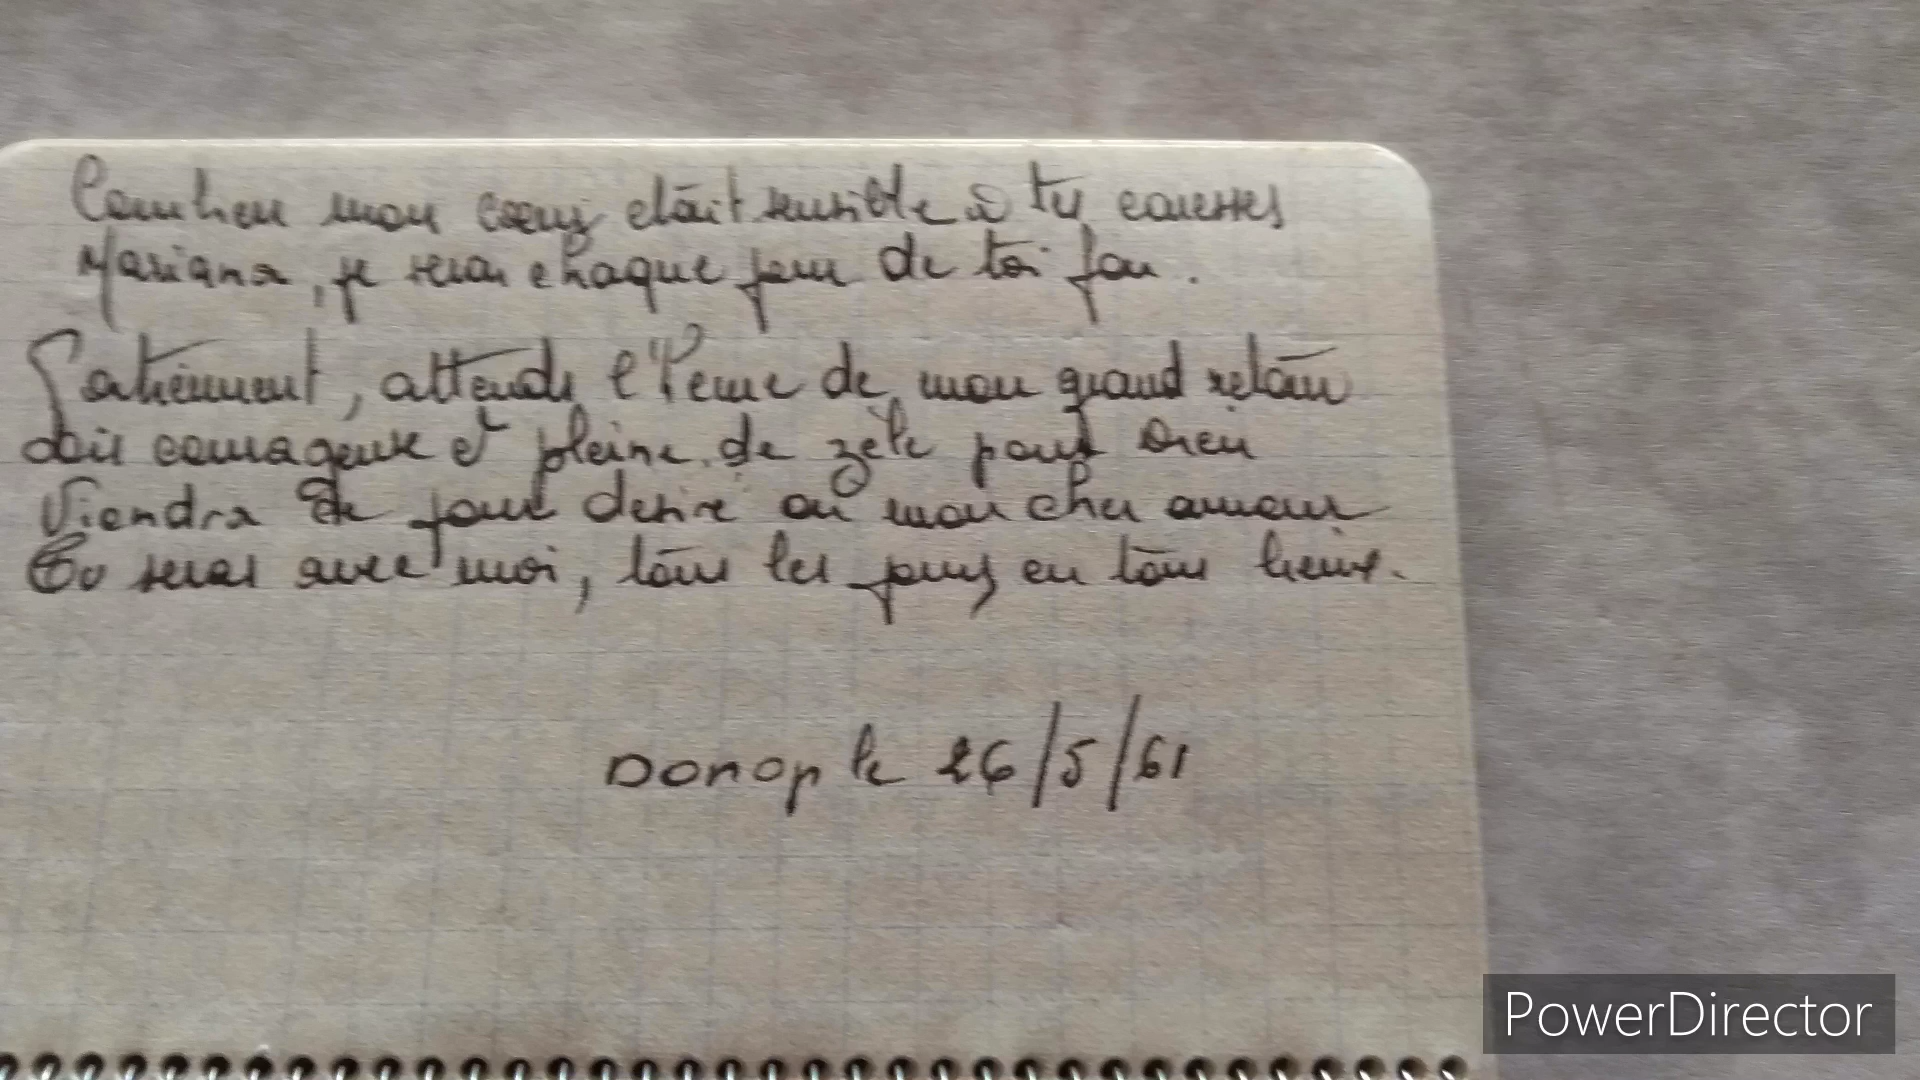 Combien mon coeur était sensible à tes caresses
Mariana, je serai chaque jour de toi fou.
Patiemment, attends l'heure de mon grand retour
Sois courageuse et pleine de zèle pour Dieu
Viendra le jour désiré où mon cher amour
Tu seras avec moi, tous les jours en tous lieux.
Donop le 26/5/61
PowerDirector